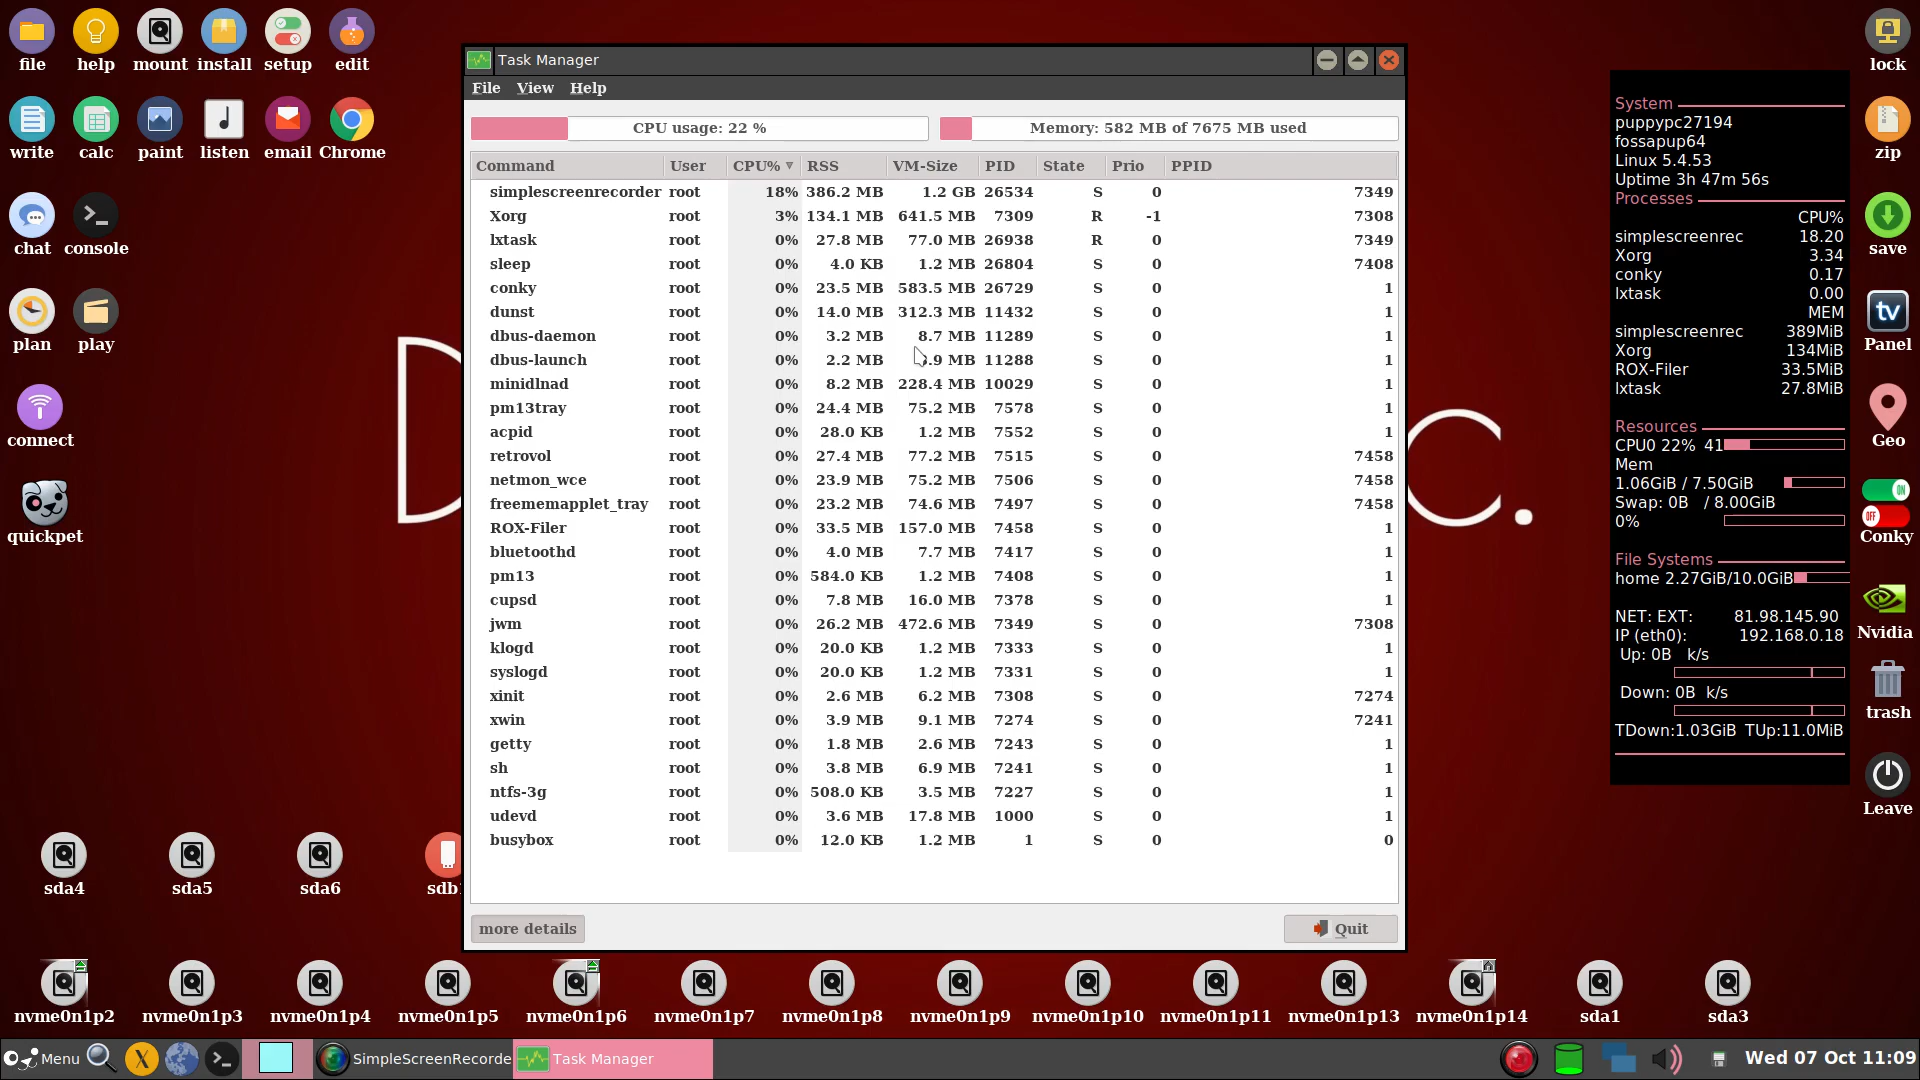 file help mount install setup edit
write calc paint listen email Chrome
chat console
plan play
connect
quickpet
D
C.
Task Manager
File View Help
CPU usage: 22 % Memory: 582 MB of 7675 MB used
Command User CPU% RSS VM-Size PID State Prio PPID
simplescreenrecorder root 18% 386.2 MB 1.2 GB 26534 S 0 7349
Xorg root 3% 134.1 MB 641.5 MB 7309 R -1 7308
lxtask root 0% 27.8 MB 77.0 MB 26938 R 0 7349
sleep root 0% 4.0 KB 1.2 MB 26804 S 0 7408
conky root 0% 23.5 MB 583.5 MB 26729 S 0 1
dunst root 0% 14.0 MB 312.3 MB 11432 S 0 1
dbus-daemon root 0% 3.2 MB 8.7 MB 11289 S 0 1
dbus-launch root 0% 2.2 MB .9 MB 11288 S 0 1
minidlnad root 0% 8.2 MB 228.4 MB 10029 S 0 1
pm13tray root 0% 24.4 MB 75.2 MB 7578 S 0 1
acpid root 0% 28.0 KB 1.2 MB 7552 S 0 1
retrovol root 0% 27.4 MB 77.2 MB 7515 S 0 7458
netmon_wce root 0% 23.9 MB 75.2 MB 7506 S 0 7458
freememapplet_tray root 0% 23.2 MB 74.6 MB 7497 S 0 7458
ROX-Filer root 0% 33.5 MB 157.0 MB 7458 S 0 1
bluetoothd root 0% 4.0 MB 7.7 MB 7417 S 0 1
pm13 root 0% 584.0 KB 1.2 MB 7408 S 0 1
cupsd root 0% 7.8 MB 16.0 MB 7378 S 0 1
jwm root 0% 26.2 MB 472.6 MB 7349 S 0 7308
klogd root 0% 20.0 KB 1.2 MB 7333 S 0 1
syslogd root 0% 20.0 KB 1.2 MB 7331 S 0 1
xinit root 0% 2.6 MB 6.2 MB 7308 S 0 7274
xwin root 0% 3.9 MB 9.1 MB 7274 S 0 7241
getty root 0% 1.8 MB 2.6 MB 7243 S 0 1
sh root 0% 3.8 MB 6.9 MB 7241 S 0 1
ntfs-3g root 0% 508.0 KB 3.5 MB 7227 S 0 1
udevd root 0% 3.6 MB 17.8 MB 1000 S 0 1
busybox root 0% 12.0 KB 1.2 MB 1 S 0 0
more details Quit
System
puppypc27194
fossapup64
Linux 5.4.53
Uptime 3h 47m 56s
Processes
CPU%
simplescreenrec 18.20
Xorg 3.34
conky 0.17
lxtask 0.00
MEM
simplescreenrec 389MiB
Xorg 134MiB
ROX-Filer 33.5MiB
lxtask 27.8MiB
Resources
CPU0 22% 41
Mem
1.06GiB / 7.50GiB
Swap: 0B / 8.00GiB
0%
File Systems
home 2.27GiB/10.0GiB
NET: EXT: 81.98.145.90
IP (eth0): 192.168.0.18
Up: 0B k/s
Down: 0B k/s
TDown:1.03GiB TUp:11.0MiB
lock
zip
save
tv
Panel
Geo
ON
OFF
Conky
Nvidia
trash
Leave
sda4 sda5 sda6 sdb
nvme0n1p2 nvme0n1p3 nvme0n1p4 nvme0n1p5 nvme0n1p6 nvme0n1p7 nvme0n1p8 nvme0n1p9 nvme0n1p10 nvme0n1p11 nvme0n1p13 nvme0n1p14 sda1 sda3
Menu X SimpleScreenRecorde Task Manager Wed 07 Oct 11:09